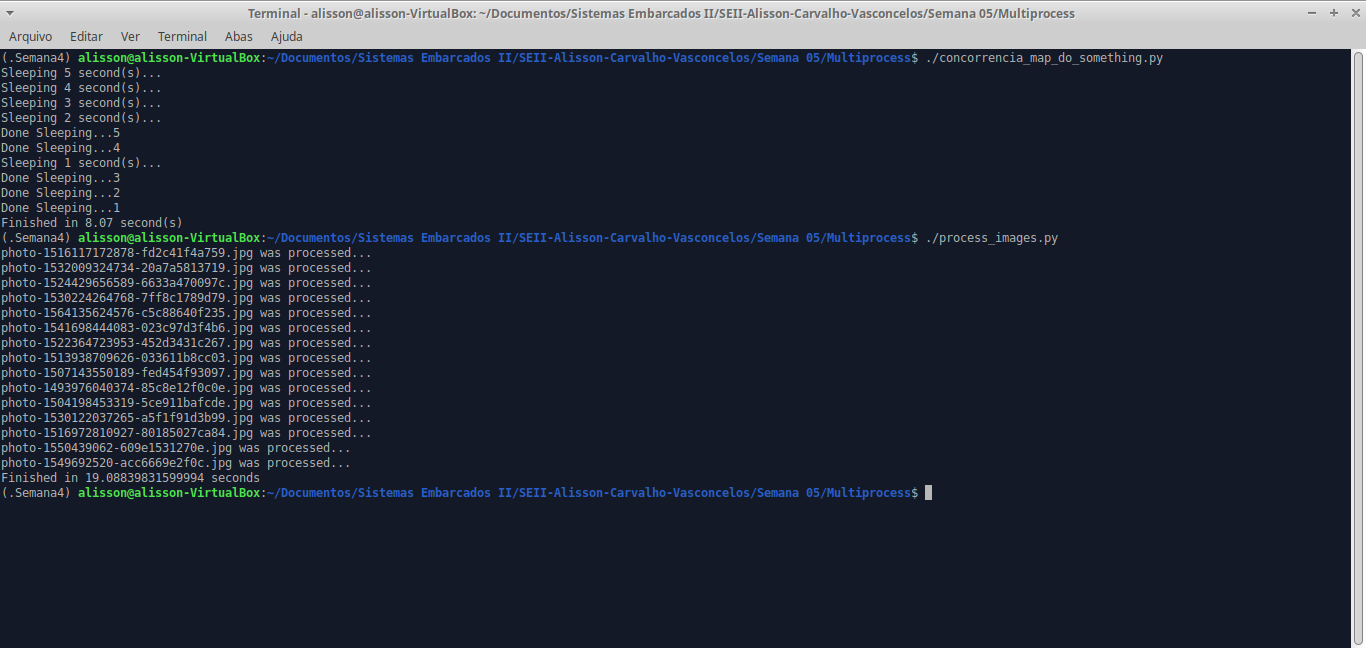 Terminal - alisson@alisson-VirtualBox: ~/Documentos/Sistemas Embarcados II/SEII-Alisson-Carvalho-Vasconcelos/Semana 05/Multiprocess
Arquivo Editar Ver Terminal Abas Ajuda
(.Semana4) alisson@alisson-VirtualBox:~/Documentos/Sistemas Embarcados II/SEII-Alisson-Carvalho-Vasconcelos/Semana 05/Multiprocess$ ./concorrencia_map_do_something.py
Sleeping 5 second(s)...
Sleeping 4 second(s)...
Sleeping 3 second(s)...
Sleeping 2 second(s)...
Done Sleeping...5
Done Sleeping...4
Sleeping 1 second(s)...
Done Sleeping...3
Done Sleeping...2
Done Sleeping...1
Finished in 8.07 second(s)
(.Semana4) alisson@alisson-VirtualBox:~/Documentos/Sistemas Embarcados II/SEII-Alisson-Carvalho-Vasconcelos/Semana 05/Multiprocess$ ./process_images.py
photo-1516117172878-fd2c41f4a759.jpg was processed...
photo-1532009324734-20a7a5813719.jpg was processed...
photo-1524429656589-6633a470097c.jpg was processed...
photo-1530224264768-7ff8c1789d79.jpg was processed...
photo-1564135624576-c5c88640f235.jpg was processed...
photo-1541698444083-023c97d3f4b6.jpg was processed...
photo-1522364723953-452d3431c267.jpg was processed...
photo-1513938709626-033611b8cc03.jpg was processed...
photo-1507143550189-fed454f93097.jpg was processed...
photo-1493976040374-85c8e12f0c0e.jpg was processed...
photo-1504198453319-5ce911bafcde.jpg was processed...
photo-1530122037265-a5f1f91d3b99.jpg was processed...
photo-1516972810927-80185027ca84.jpg was processed...
photo-1550439062-609e1531270e.jpg was processed...
photo-1549692520-acc6669e2f0c.jpg was processed...
Finished in 19.08839831599994 seconds
(.Semana4) alisson@alisson-VirtualBox:~/Documentos/Sistemas Embarcados II/SEII-Alisson-Carvalho-Vasconcelos/Semana 05/Multiprocess$